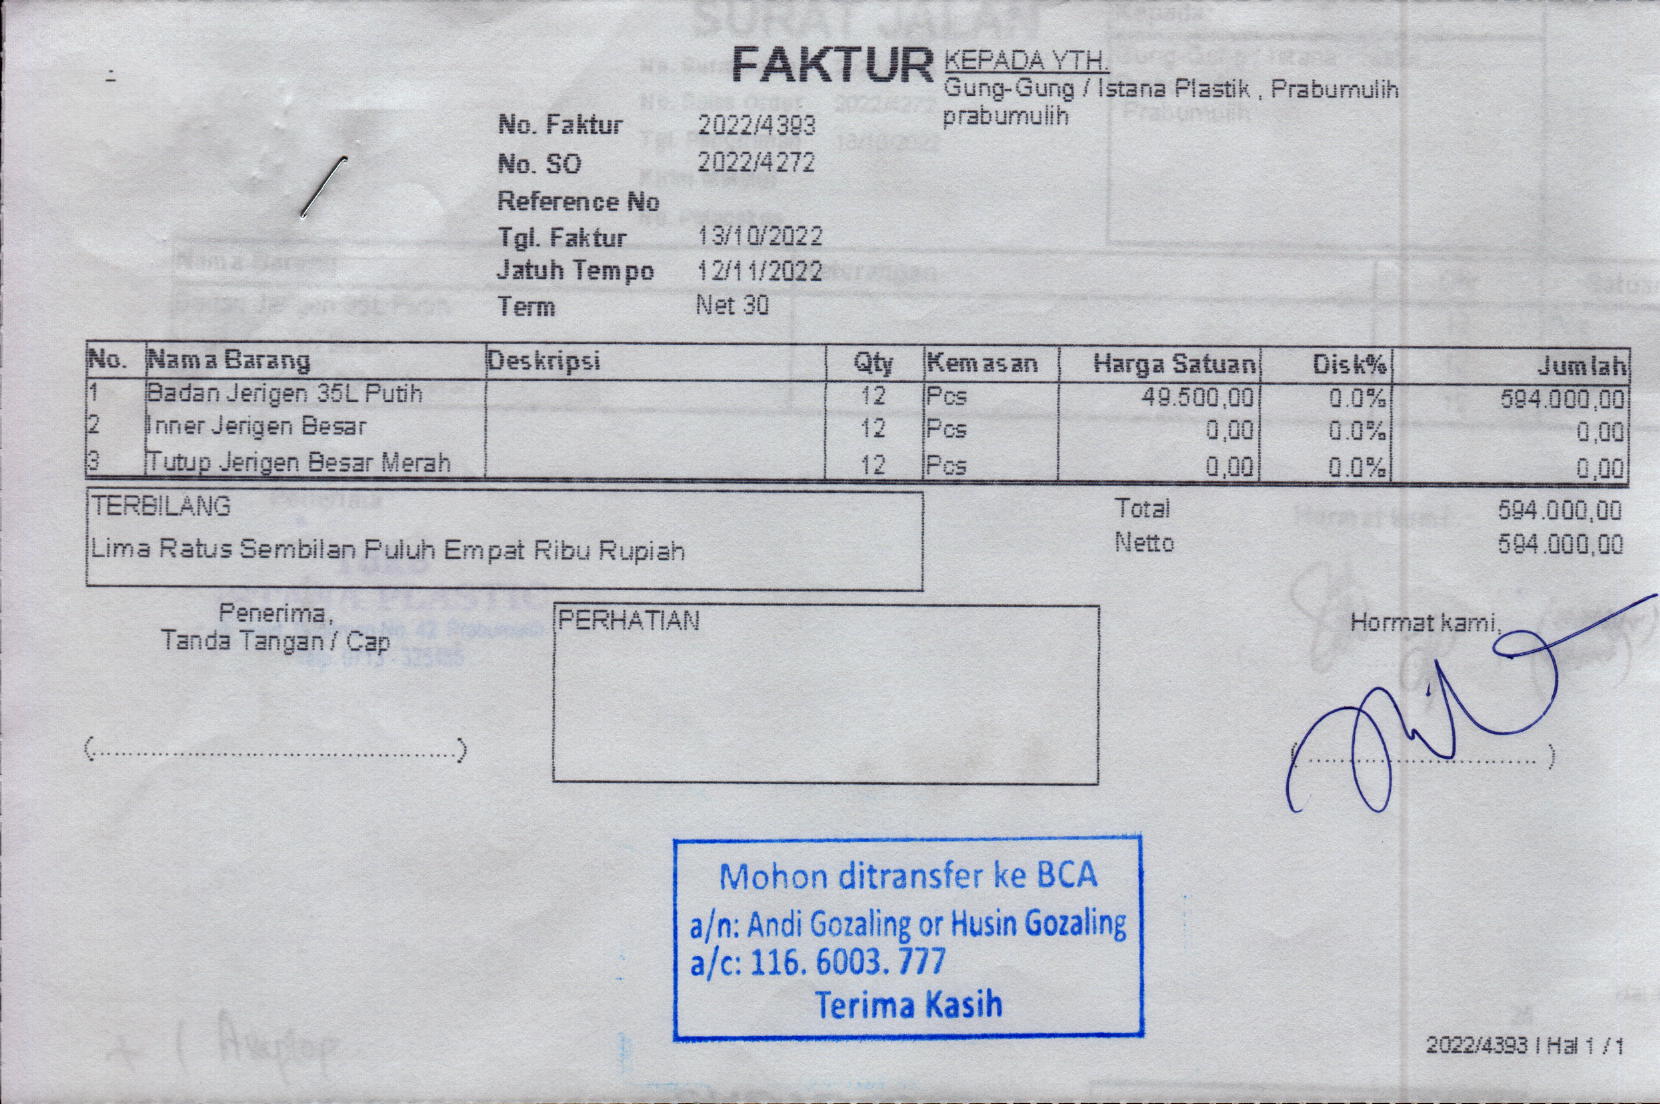 FAKTUR
KEPADA YTH.
Gung-Gung / Istana Plastik , Prabumulih
prabumulih
No. Faktur 2022/4393
No. SO 2022/4272
Reference No
Tgl. Faktur 13/10/2022
Jatuh Tempo 12/11/2022
Term Net 30
No. Nama Barang Deskripsi Qty Kemasan Harga Satuan Disk% Jumlah
1 Badan Jerigen 35L Putih 12 Pcs 49.500,00 0.0% 594.000,00
2 Inner Jerigen Besar 12 Pcs 0,00 0.0% 0,00
3 Tutup Jerigen Besar Merah 12 Pcs 0,00 0.0% 0,00
TERBILANG
Lima Ratus Sembilan Puluh Empat Ribu Rupiah
Total 594.000,00
Netto 594.000,00
Penerima,
Tanda Tangan / Cap
(..............................................)
PERHATIAN
Hormat kami,
(..............................)
Mohon ditransfer ke BCA
a/n: Andi Gozaling or Husin Gozaling
a/c: 116. 6003. 777
Terima Kasih
2022/4393 | Hal 1 / 1